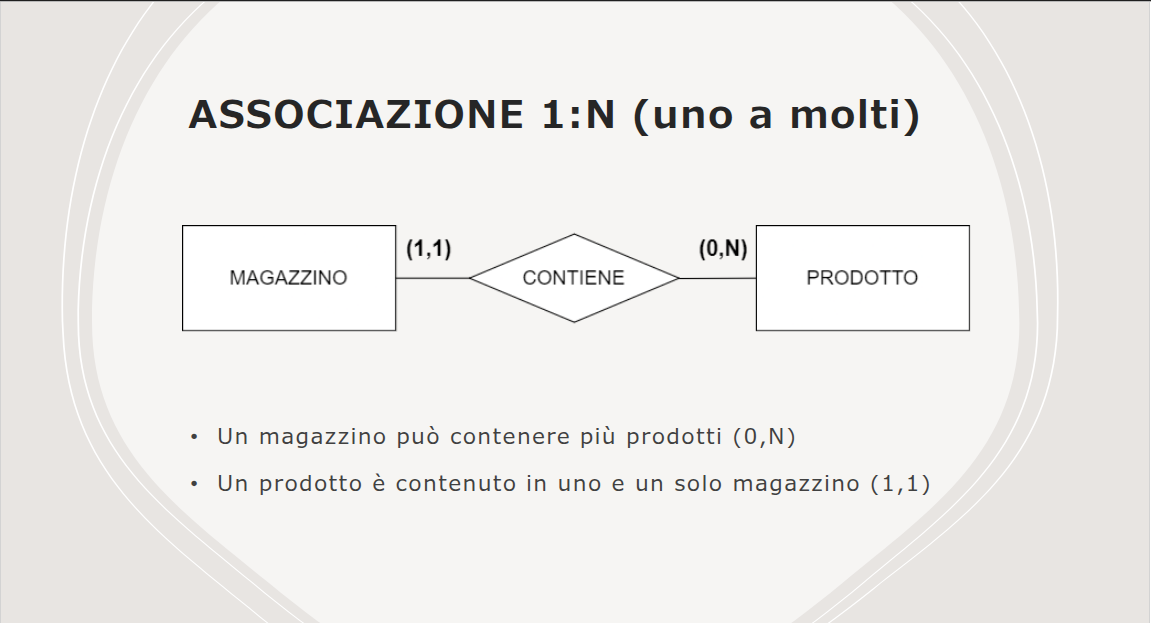 ASSOCIAZIONE 1:N (uno a molti)
MAGAZZINO (1,1) CONTIENE (0,N) PRODOTTO
• Un magazzino può contenere più prodotti (0,N)
• Un prodotto è contenuto in uno e un solo magazzino (1,1)